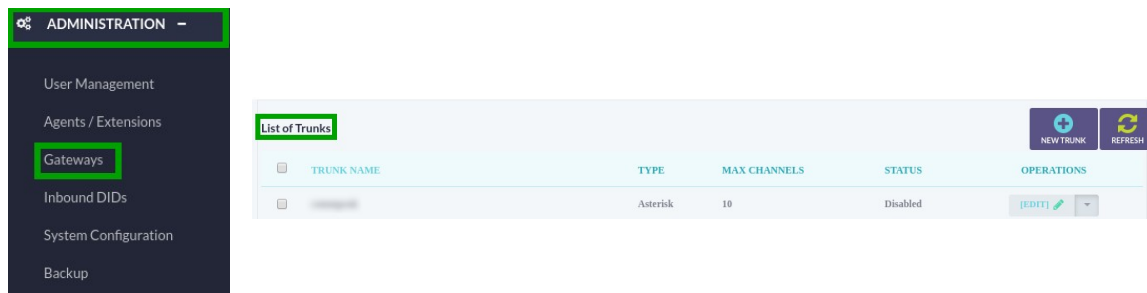 ADMINISTRATION –
User Management
Agents / Extensions
Gateways
Inbound DIDs
System Configuration
Backup
List of Trunks
NEW TRUNK
REFRESH
TRUNK NAME TYPE MAX CHANNELS STATUS OPERATIONS
Asterisk 10 Disabled [EDIT]